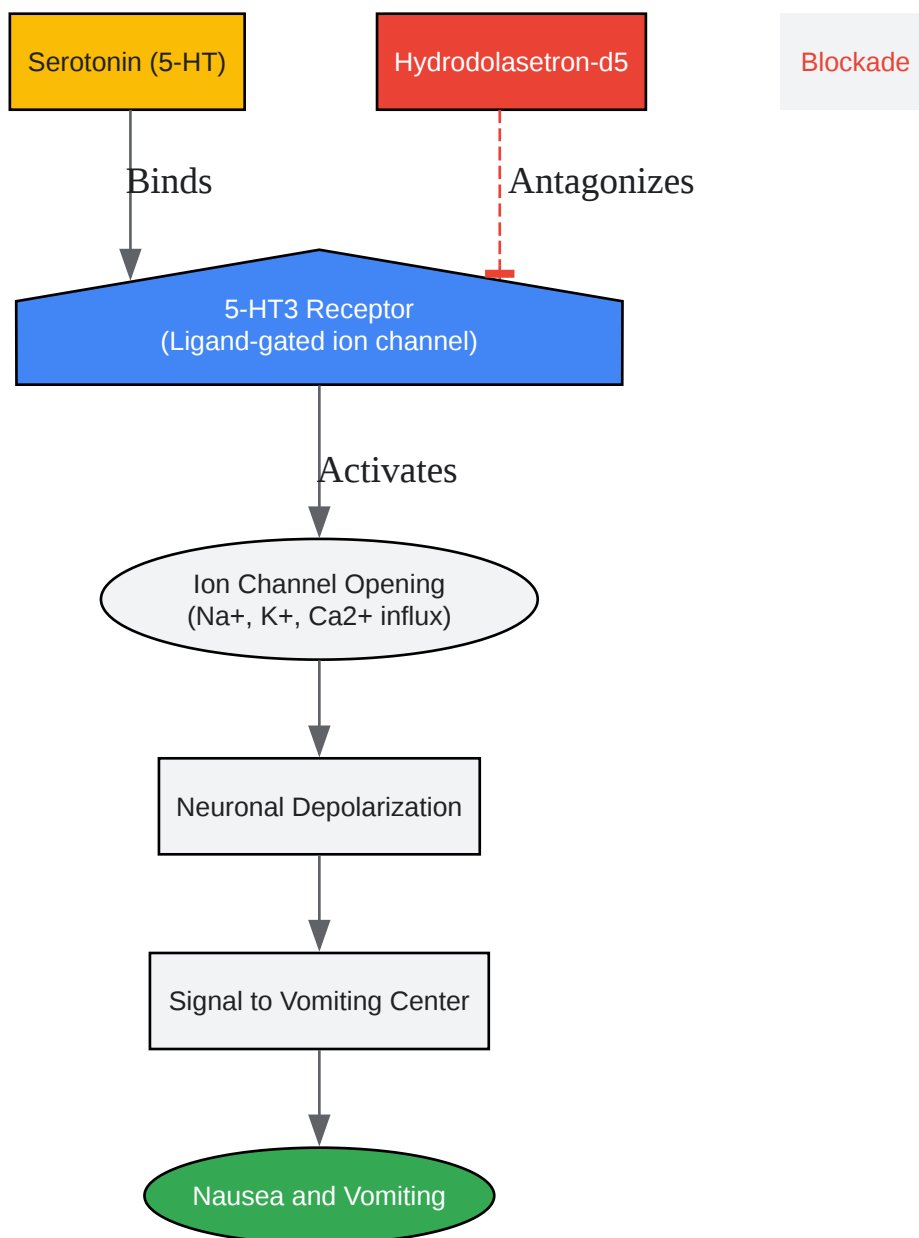 Serotonin (5-HT)
Hydrodolasetron-d5
Blockade
Binds
Antagonizes
5-HT3 Receptor
(Ligand-gated ion channel)
Activates
Ion Channel Opening
(Na+, K+, Ca2+ influx)
Neuronal Depolarization
Signal to Vomiting Center
Nausea and Vomiting